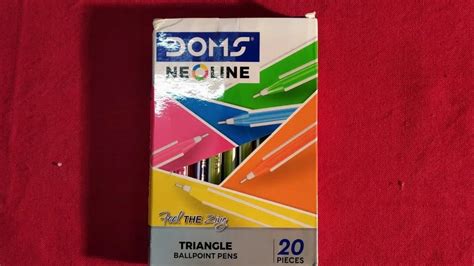 DOMS®
NEOLINE
Feel THE Zing
TRIANGLE
BALLPOINT PENS
20
PIECES